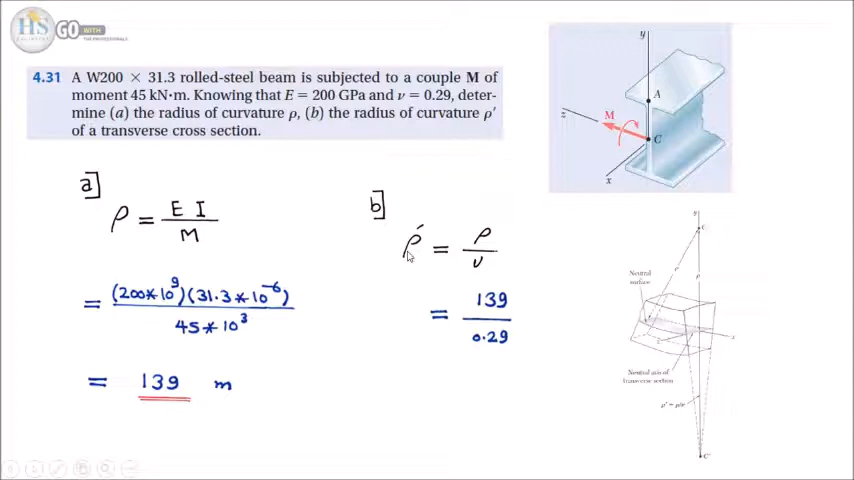 HS
GO WITH
THE PROFESSIONALS
4.31 A W200 × 31.3 rolled-steel beam is subjected to a couple M of
moment 45 kN·m. Knowing that E = 200 GPa and ν = 0.29, deter-
mine (a) the radius of curvature ρ, (b) the radius of curvature ρ′
of a transverse cross section.
y
A
z
M
C
x
a]
ρ = E I / M
= (200*10^9)(31.3*10^-6) / 45*10^3
= 139 m
b]
ρ́ = ρ / ν
= 139 / 0.29
y
C
ρ
Neutral
surface
x
z
Neutral axis of
transverse section
ρ′ = ρ/ν
C′